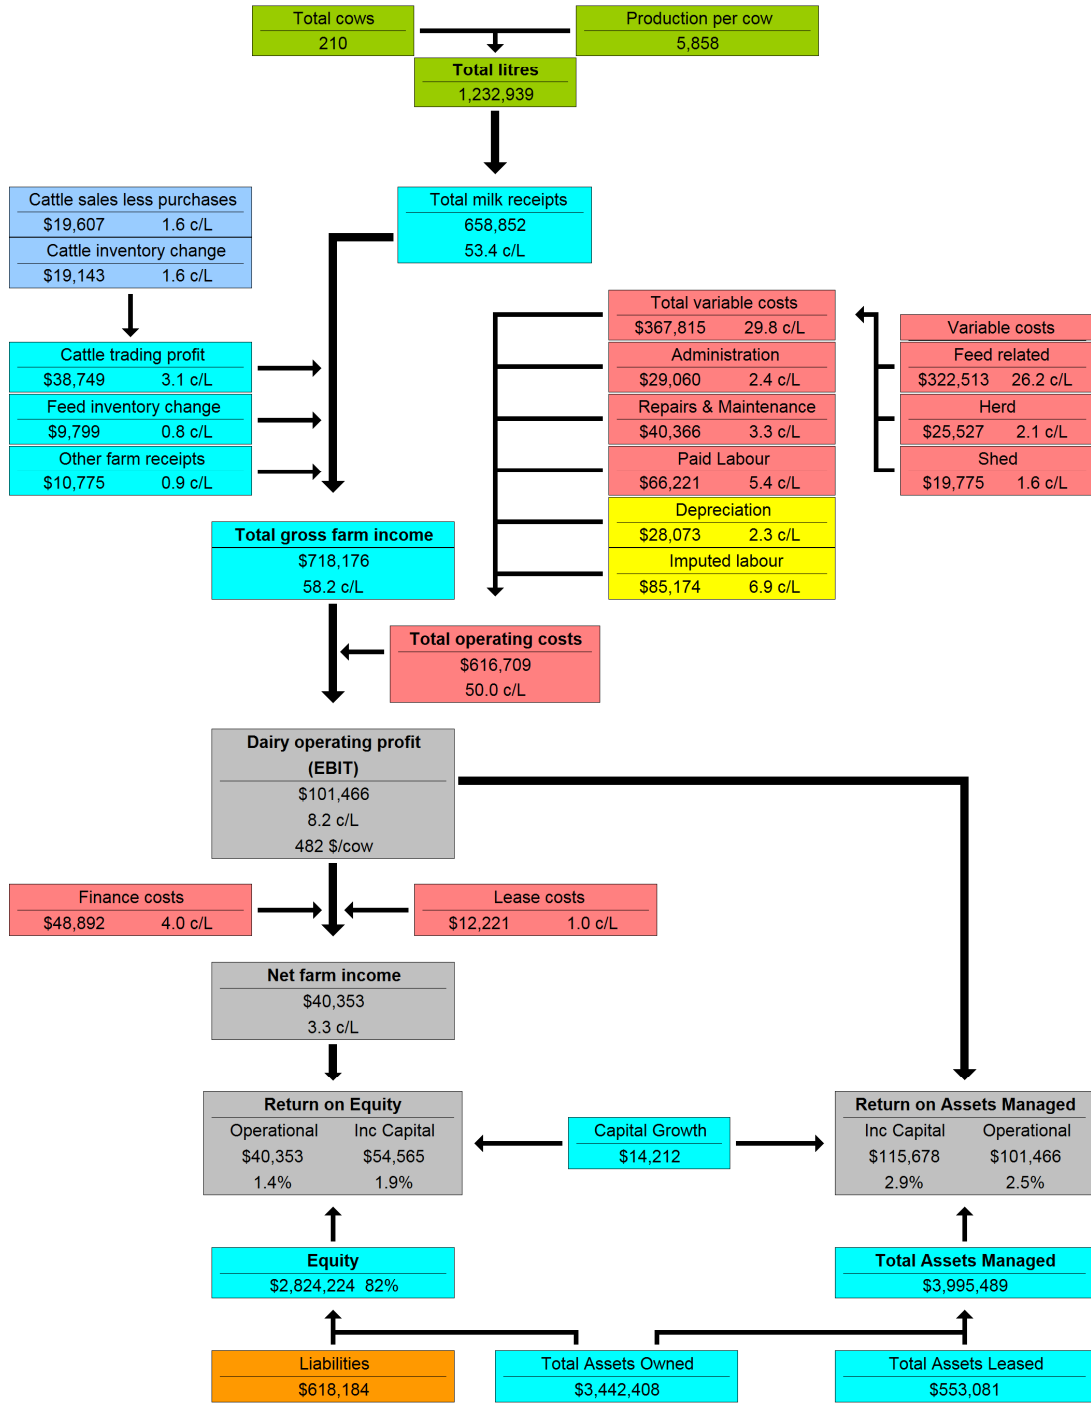 Total cows
210
Production per cow
5,858
Total litres
1,232,939
Cattle sales less purchases
$19,607 1.6 c/L
Cattle inventory change
$19,143 1.6 c/L
Total milk receipts
658,852
53.4 c/L
Cattle trading profit
$38,749 3.1 c/L
Feed inventory change
$9,799 0.8 c/L
Other farm receipts
$10,775 0.9 c/L
Total variable costs
$367,815 29.8 c/L
Administration
$29,060 2.4 c/L
Repairs & Maintenance
$40,366 3.3 c/L
Paid Labour
$66,221 5.4 c/L
Depreciation
$28,073 2.3 c/L
Imputed labour
$85,174 6.9 c/L
Variable costs
Feed related
$322,513 26.2 c/L
Herd
$25,527 2.1 c/L
Shed
$19,775 1.6 c/L
Total gross farm income
$718,176
58.2 c/L
Total operating costs
$616,709
50.0 c/L
Dairy operating profit
(EBIT)
$101,466
8.2 c/L
482 $/cow
Finance costs
$48,892 4.0 c/L
Lease costs
$12,221 1.0 c/L
Net farm income
$40,353
3.3 c/L
Return on Equity
Operational Inc Capital
$40,353 $54,565
1.4% 1.9%
Capital Growth
$14,212
Return on Assets Managed
Inc Capital Operational
$115,678 $101,466
2.9% 2.5%
Equity
$2,824,224 82%
Total Assets Managed
$3,995,489
Liabilities
$618,184
Total Assets Owned
$3,442,408
Total Assets Leased
$553,081